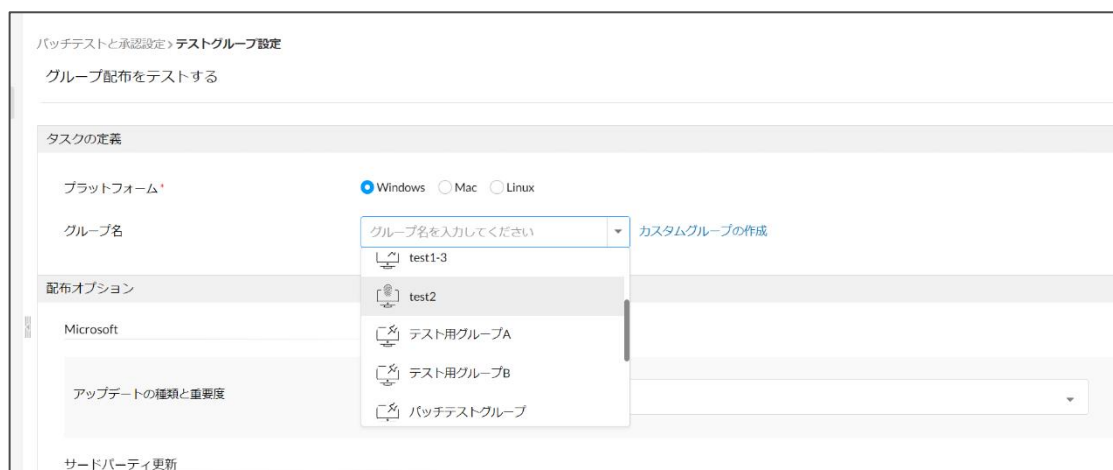 パッチテストと承認設定 › テストグループ設定
グループ配布をテストする
タスクの定義
プラットフォーム *
Windows Mac Linux
グループ名
グループ名を入力してください
カスタムグループの作成
test1-3
test2
テスト用グループA
テスト用グループB
パッチテストグループ
配布オプション
Microsoft
アップデートの種類と重要度
サードパーティ更新